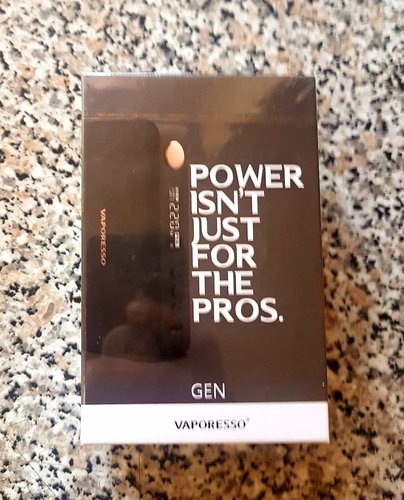 POWER
ISN'T
JUST
FOR
THE
PROS.
VAPORESSO
GEN
VAPORESSO